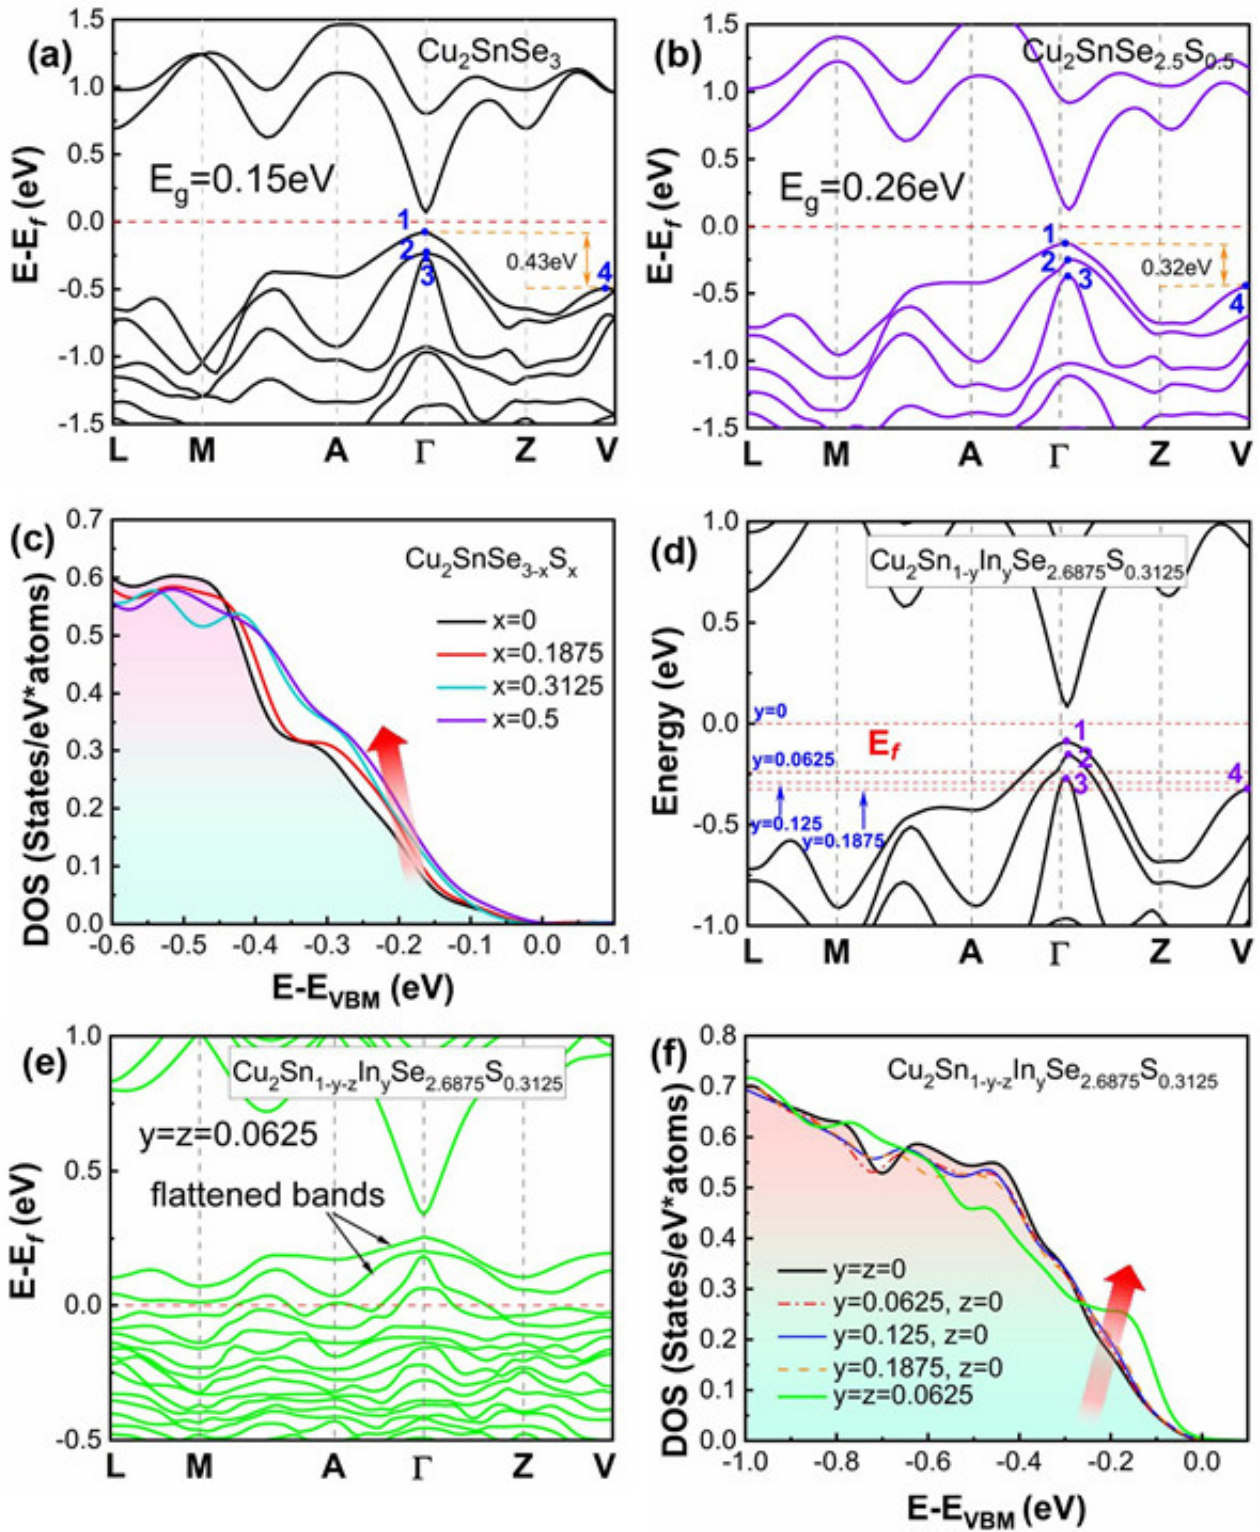 (a)
Cu2SnSe3
Eg=0.15eV
1
2
3
4
0.43eV
1.5
1.0
0.5
0.0
-0.5
-1.0
-1.5
E-Ef (eV)
L M A Γ Z V
(b)
Cu2SnSe2.5S0.5
Eg=0.26eV
1
2
3
4
0.32eV
1.5
1.0
0.5
0.0
-0.5
-1.0
-1.5
E-Ef (eV)
L M A Γ Z V
(c)
Cu2SnSe3-xSx
x=0
x=0.1875
x=0.3125
x=0.5
0.7
0.6
0.5
0.4
0.3
0.2
0.1
0.0
DOS (States/eV*atoms)
-0.6 -0.5 -0.4 -0.3 -0.2 -0.1 0.0 0.1
E-EVBM (eV)
(d)
Cu2Sn1-yInySe2.6875S0.3125
y=0
Ef
y=0.0625
y=0.125
y=0.1875
1
2
3
4
1.0
0.5
0.0
-0.5
-1.0
Energy (eV)
L M A Γ Z V
(e)
Cu2Sn1-y-zInySe2.6875S0.3125
y=z=0.0625
flattened bands
1.0
0.5
0.0
-0.5
E-Ef (eV)
L M A Γ Z V
(f)
Cu2Sn1-y-zInySe2.6875S0.3125
y=z=0
y=0.0625, z=0
y=0.125, z=0
y=0.1875, z=0
y=z=0.0625
0.8
0.7
0.6
0.5
0.4
0.3
0.2
0.1
0.0
DOS (States/eV*atoms)
-1.0 -0.8 -0.6 -0.4 -0.2 0.0
E-EVBM (eV)